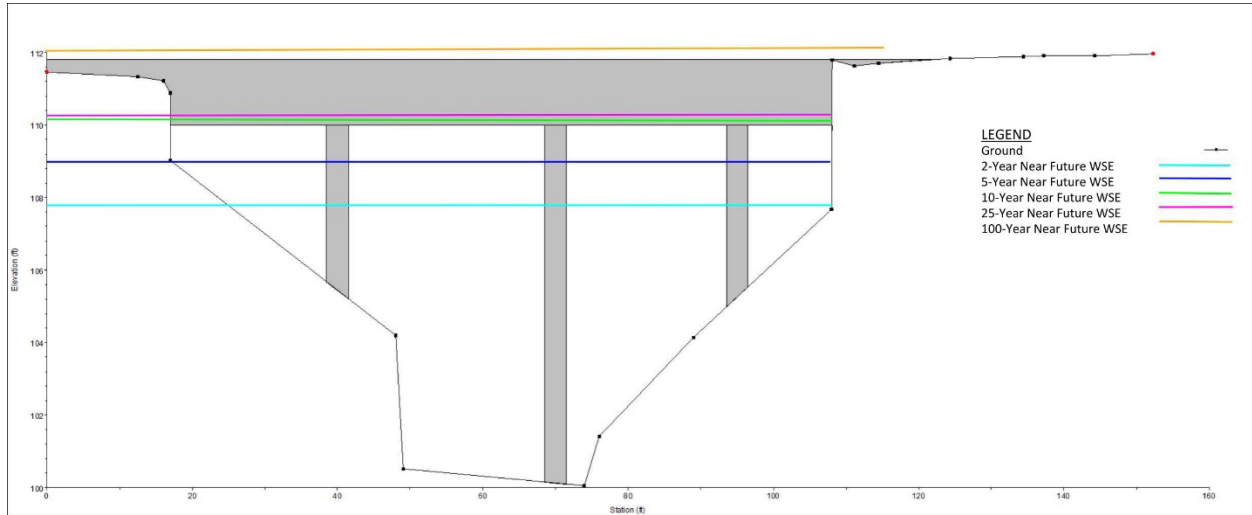 112
110
108
106
104
102
100
Elevation (ft)
0
20
40
60
80
100
120
140
160
Station (ft)
LEGEND
Ground
2-Year Near Future WSE
5-Year Near Future WSE
10-Year Near Future WSE
25-Year Near Future WSE
100-Year Near Future WSE